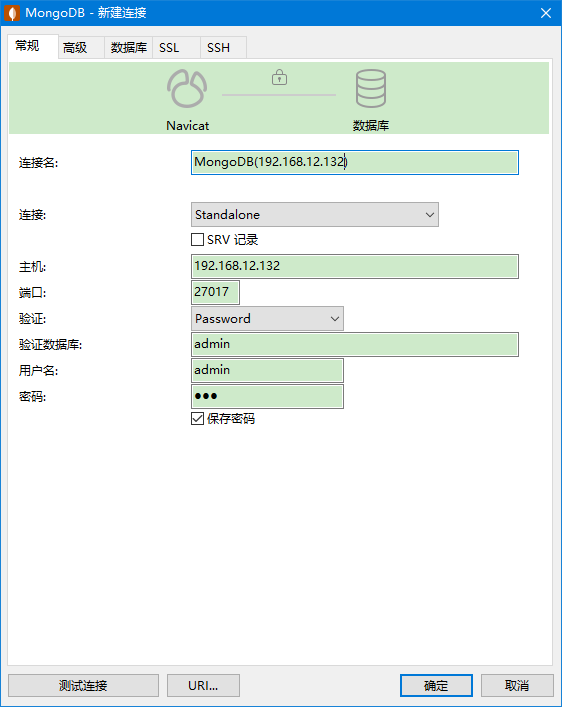 MongoDB - 新建连接
常规 高级 数据库 SSL SSH
Navicat 数据库
连接名: MongoDB(192.168.12.132)
连接: Standalone
SRV 记录
主机: 192.168.12.132
端口: 27017
验证: Password
验证数据库: admin
用户名: admin
密码: ●●●
保存密码
测试连接 URI... 确定 取消